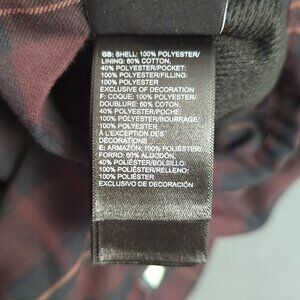 GB: SHELL: 100% POLYESTER/
LINING: 60% COTTON,
40% POLYESTER/POCKET:
100% POLYESTER/FILLING:
100% POLYESTER
EXCLUSIVE OF DECORATION
F: COQUE: 100% POLYESTER/
DOUBLURE: 60% COTON,
40% POLYESTER/POCHE:
100% POLYESTER/BOURRAGE:
100% POLYESTER
À L'EXCEPTION DES
DÉCORATIONS
E: ARMAZÓN: 100% POLIÉSTER/
FORRO: 60% ALGODÓN,
40% POLIÉSTER/BOLSILLO:
100% POLIÉSTER/RELLENO:
100% POLIÉSTER
EXCLUSIVO DE DECORACIÓN